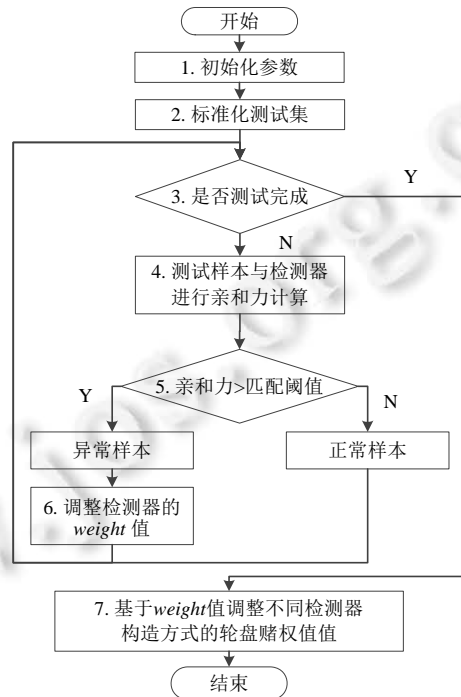 开始
1. 初始化参数
2. 标准化测试集
3. 是否测试完成
Y
N
4. 测试样本与检测器
进行亲和力计算
5. 亲和力>匹配阈值
Y
N
异常样本
正常样本
6. 调整检测器的
weight 值
7. 基于weight值调整不同检测器
构造方式的轮盘赌权值值
结束